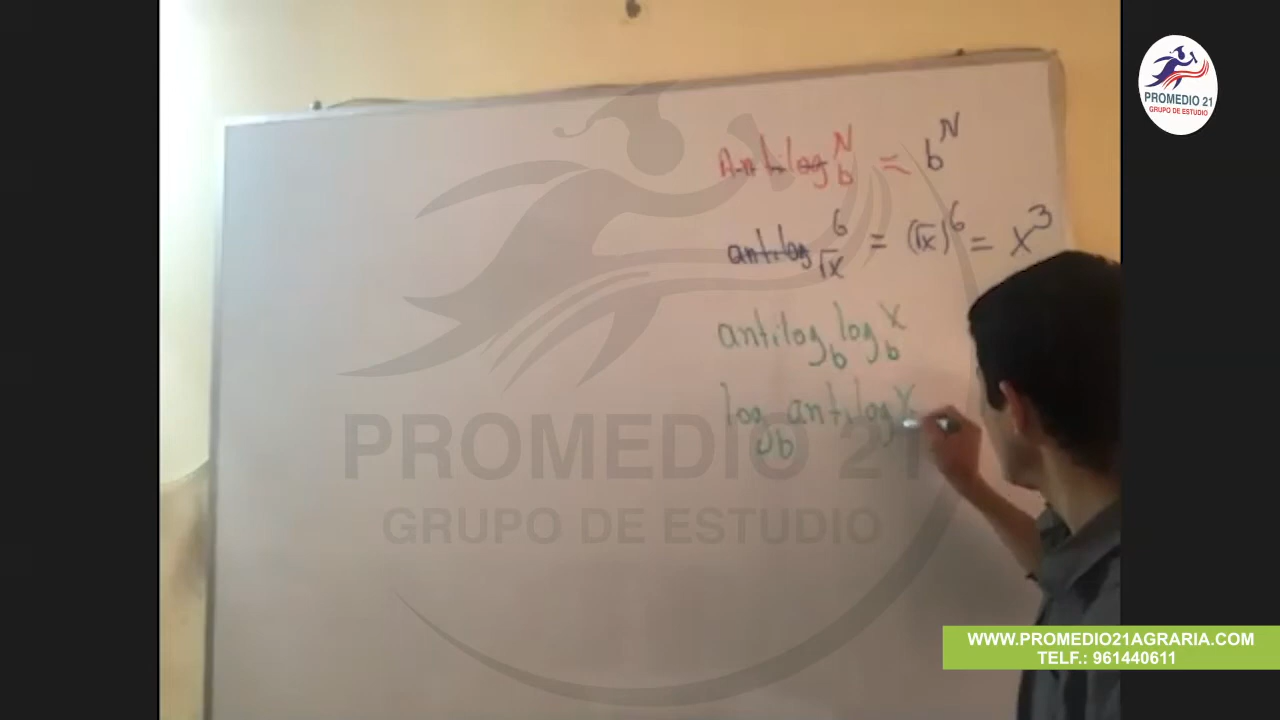 PROMEDIO 21
GRUPO DE ESTUDIO
Antilog_b^N = b^N
antilog_√x^6 = (√x)^6 = x^3
antilog_b log_b^x
log_b antilog^x
PROMEDIO 21
GRUPO DE ESTUDIO
WWW.PROMEDIO21AGRARIA.COM
TELF.: 961440611